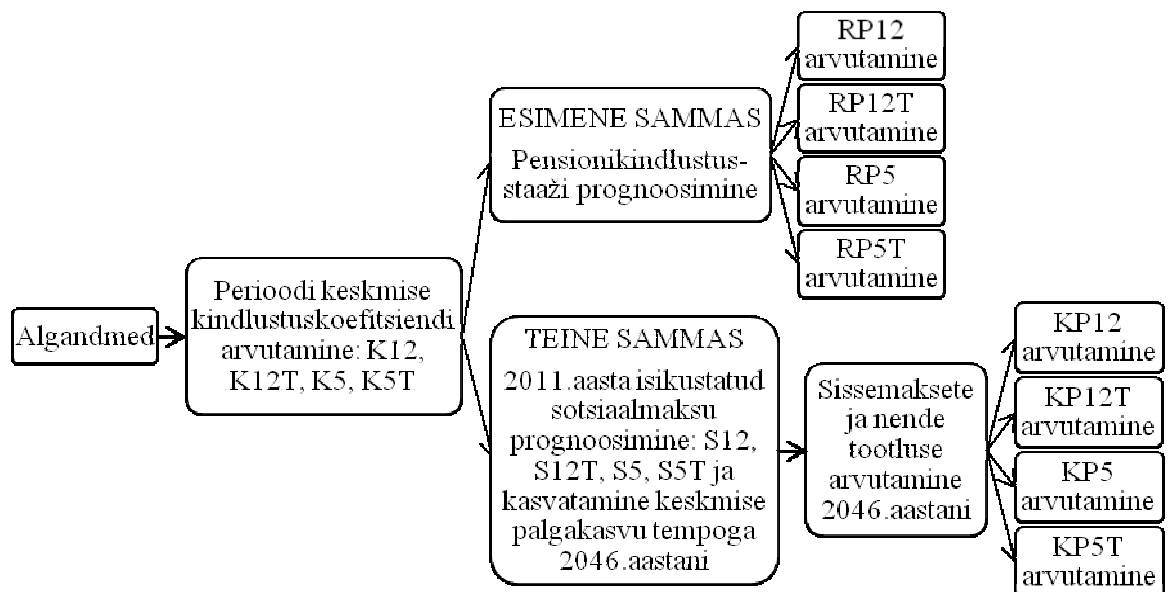 Algandmed
Perioodi keskmise
kindlustuskoefitsiendi
arvutamine: K12,
K12T, K5, K5T
ESIMENE SAMMAS
Pensionikindlustus-
staaži prognoosimine
RP12
arvutamine
RP12T
arvutamine
RP5
arvutamine
RP5T
arvutamine
TEINE SAMMAS
2011.aasta isikustatud
sotsiaalmaksu
prognoosimine: S12,
S12T, S5, S5T ja
kasvatamine keskmise
palgakasvu tempoga
2046.aastani
Sissemaksete
ja nende
tootluse
arvutamine
2046.aastani
KP12
arvutamine
KP12T
arvutamine
KP5
arvutamine
KP5T
arvutamine